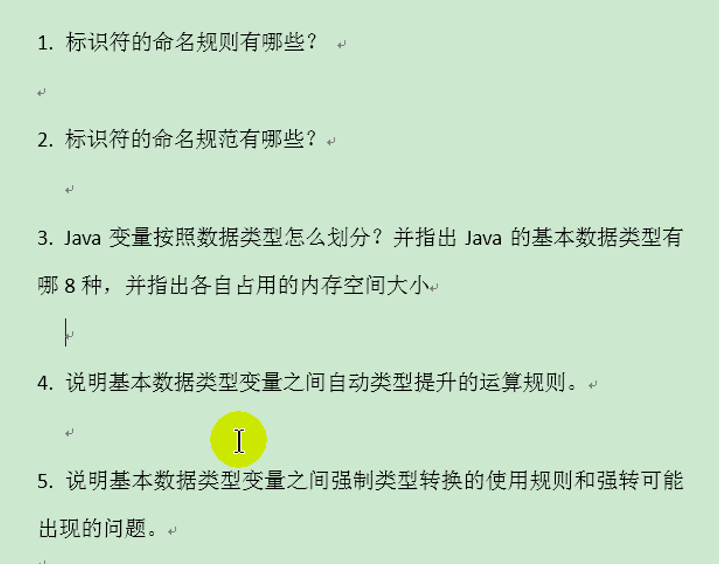 1. 标识符的命名规则有哪些？
2. 标识符的命名规范有哪些？
3. Java 变量按照数据类型怎么划分？并指出 Java 的基本数据类型有
哪 8 种，并指出各自占用的内存空间大小
4. 说明基本数据类型变量之间自动类型提升的运算规则。
5. 说明基本数据类型变量之间强制类型转换的使用规则和强转可能
出现的问题。